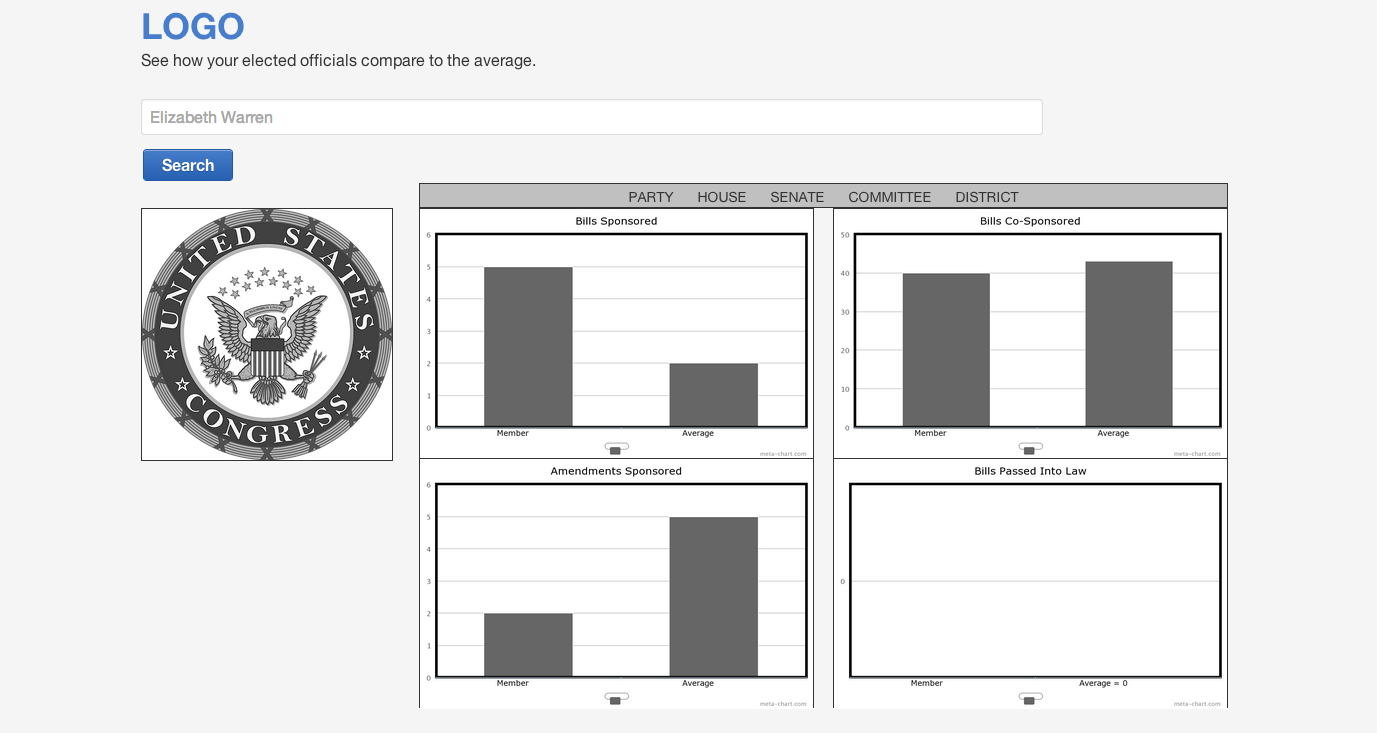 LOGO
See how your elected officials compare to the average.
Elizabeth Warren
Search
PARTY HOUSE SENATE COMMITTEE DISTRICT
UNITED STATES
CONGRESS
Bills Sponsored
6
5
4
3
2
1
0
Member Average
meta-chart.com
Bills Co-Sponsored
50
40
30
20
10
0
Member Average
meta-chart.com
Amendments Sponsored
6
5
4
3
2
1
0
Member Average
meta-chart.com
Bills Passed Into Law
0
Member Average = 0
meta-chart.com